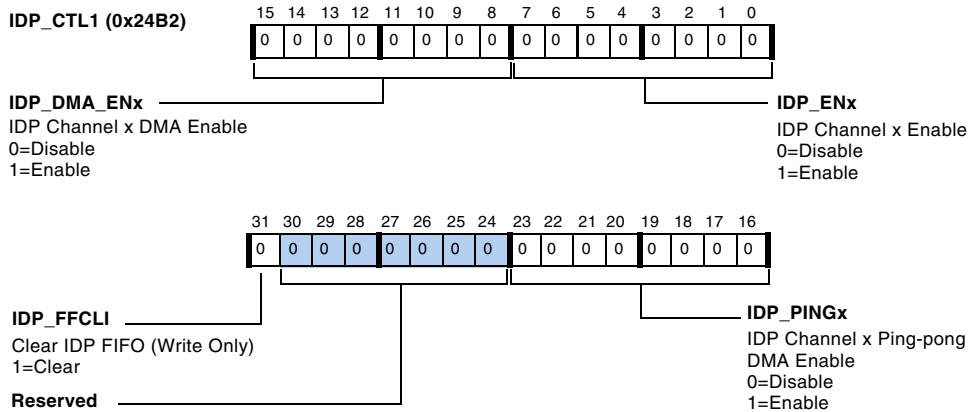 IDP_CTL1 (0x24B2)
15 14 13 12 11 10 9 8 7 6 5 4 3 2 1 0
0 0 0 0 0 0 0 0 0 0 0 0 0 0 0 0
IDP_DMA_ENx
IDP Channel x DMA Enable
0=Disable
1=Enable
IDP_ENx
IDP Channel x Enable
0=Disable
1=Enable
31 30 29 28 27 26 25 24 23 22 21 20 19 18 17 16
0 0 0 0 0 0 0 0 0 0 0 0 0 0 0 0
IDP_FFCLI
Clear IDP FIFO (Write Only)
1=Clear
Reserved
IDP_PINGx
IDP Channel x Ping-pong
DMA Enable
0=Disable
1=Enable